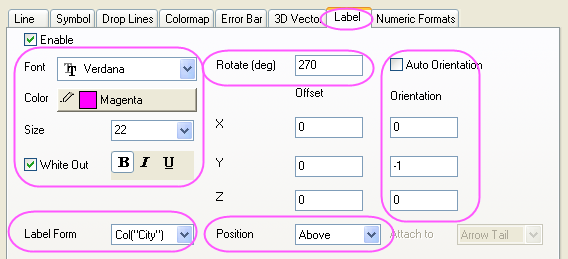 Line Symbol Drop Lines Colormap Error Bar 3D Vector Label Numeric Formats
Enable
Font Verdana Rotate (deg) 270 Auto Orientation
Color Magenta Offset Orientation
Size 22 X 0 0
White Out B I U Y 0 -1
Z 0 0
Label Form Col("City") Position Above Attach to Arrow Tail